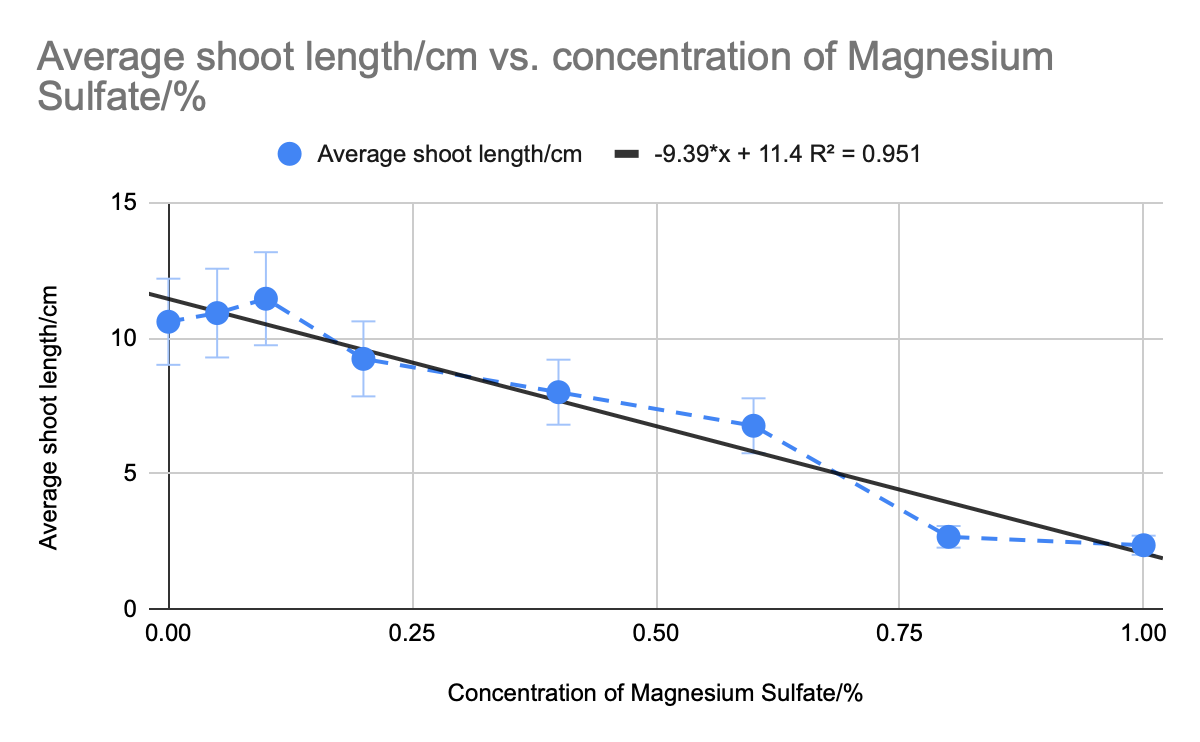 Average shoot length/cm vs. concentration of Magnesium
Sulfate/%
Average shoot length/cm -9.39*x + 11.4 R² = 0.951
15
10
5
0
Average shoot length/cm
0.00 0.25 0.50 0.75 1.00
Concentration of Magnesium Sulfate/%